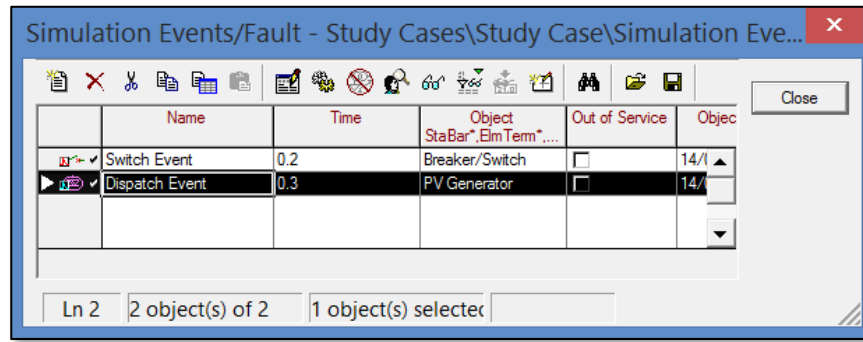 Simulation Events/Fault - Study Cases\Study Case\Simulation Eve...
Close
Name Time Object Out of Service Objec
StaBar*,ElmTerm*,...
Switch Event 0.2 Breaker/Switch 14/
Dispatch Event 0.3 PV Generator 14/
Ln 2 2 object(s) of 2 1 object(s) selected